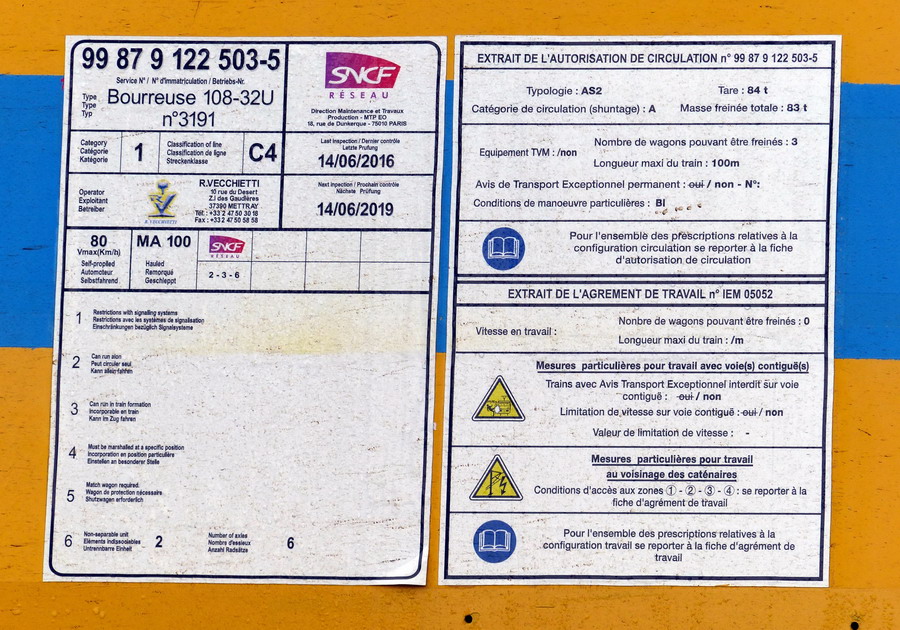 99 87 9 122 503-5
Service N° / N° d'immatriculation / Betriebs-Nr.
Type
Type
Typ
Bourreuse 108-32U
n°3191
SNCF
RÉSEAU
Direction Maintenance et Travaux
Production - MTP EO
18, rue de Dunkerque - 75010 PARIS
Category
Catégorie
Kategorie
1
Classification of line
Classification de ligne
Streckenklasse
C4
Last inspection / Dernier contrôle
Letzte Prufung
14/06/2016
Operator
Exploitant
Betreiber
R.VECCHIETTI
R.VECCHIETTI
10 rue du Desert
Z.I des Gaudières
37390 METTRAY
Tél. : +33 2 47 50 30 18
Fax : +33 2 47 50 58 58
Next inspection / Prochain contrôle
Nächste Prüfung
14/06/2019
80
Vmax(Km/h)
Self-proplled
Automoteur
Selbstfahrend
MA 100
Hauled
Remorqué
Geschleppt
SNCF
RÉSEAU
2 - 3 - 6
1
Restrictions with signalling systems
Restrictions avec les systèmes de signalisation
Einschränkungen bezüglich Signalsysteme
2
Can run alon
Peut circuler seul
Kann allein fahren
3
Can run in train formation
Incorporable en train
Kann im Zug fahren
4
Must be marshalled at a specific position
Incorporation en position particulière
Einstellen an besonderer Stelle
5
Match wagon required
Wagon de protection nécessaire
Shutzwagen erforderlich
6
Non-separable unit
Eléments indissosiables
Untrennbarre Einheit
2
Number of axles
Nombrs d'essieux
Anzahl Radsätze
6
EXTRAIT DE L'AUTORISATION DE CIRCULATION n° 99 87 9 122 503-5
Typologie : AS2
Tare : 84 t
Catégorie de circulation (shuntage) : A
Masse freinée totale : 83 t
Equipement TVM : /non
Nombre de wagons pouvant être freinés : 3
Longueur maxi du train : 100m
Avis de Transport Exceptionnel permanent : oui / non - N°:
Conditions de manoeuvre particulières : BI
Pour l'ensemble des prescriptions relatives à la
configuration circulation se reporter à la fiche
d'autorisation de circulation
EXTRAIT DE L'AGREMENT DE TRAVAIL n° IEM 05052
Vitesse en travail :
Nonbre de wagons pouvant être freinés : 0
Longueur maxi du train : /m
Mesures particulières pour travail avec voie(s) contiguë(s)
Trains avec Avis Transport Exceptionnel interdit sur voie
contiguë : oui / non
Limitation de vitesse sur voie contiguë : oui / non
Valeur de limitation de vitesse : -
Mesures particulières pour travail
au voisinage des caténaires
Conditions d'accès aux zones ① - ② - ③ - ④ : se reporter à la
fiche d'agrément de travail
Pour l'ensemble des prescriptions relatives à la
configuration travail se reporter à la fiche d'agrément de
travail